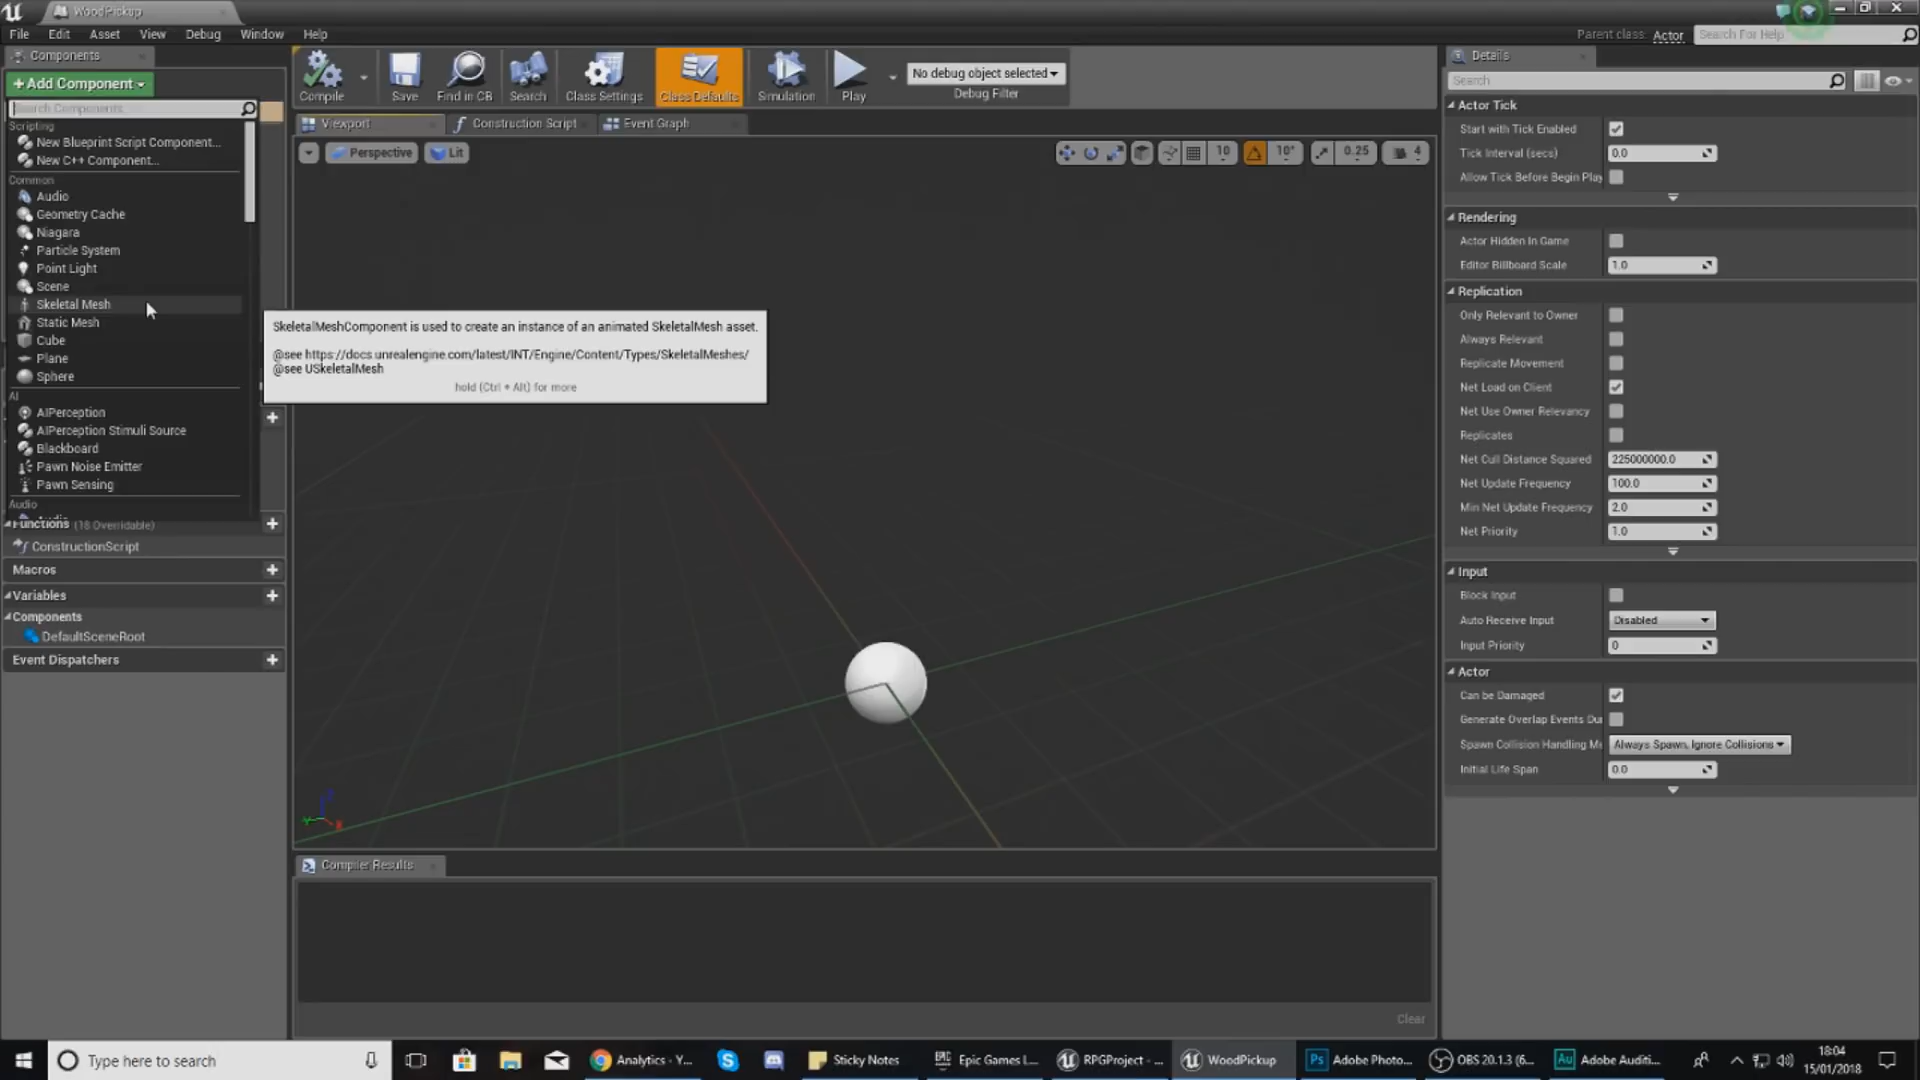 WoodPickup
File Edit Asset View Debug Window Help
Parent class: Actor
Search For Help
Components
+Add Component
Search Components
Scripting
New Blueprint Script Component...
New C++ Component...
Common
Audio
Geometry Cache
Niagara
Particle System
Point Light
Scene
Skeletal Mesh
Static Mesh
Cube
Plane
Sphere
AI
AIPerception
AIPerception Stimuli Source
Blackboard
Pawn Noise Emitter
Pawn Sensing
Audio
Functions (18 Overridable)
ConstructionScript
Macros
Variables
Components
DefaultSceneRoot
Event Dispatchers
Compile Save Find in CB Search Class Settings Class Defaults Simulation Play
No debug object selected
Debug Filter
Viewport Construction Script Event Graph
Perspective Lit
10 10° 0.25 4
SkeletalMeshComponent is used to create an instance of an animated SkeletalMesh asset.
@see https://docs.unrealengine.com/latest/INT/Engine/Content/Types/SkeletalMeshes/
@see USkeletalMesh
hold (Ctrl + Alt) for more
Compiler Results
Clear
Details
Search
Actor Tick
Start with Tick Enabled
Tick Interval (secs) 0.0
Allow Tick Before Begin Play
Rendering
Actor Hidden In Game
Editor Billboard Scale 1.0
Replication
Only Relevant to Owner
Always Relevant
Replicate Movement
Net Load on Client
Net Use Owner Relevancy
Replicates
Net Cull Distance Squared 225000000.0
Net Update Frequency 100.0
Min Net Update Frequency 2.0
Net Priority 1.0
Input
Block Input
Auto Receive Input Disabled
Input Priority 0
Actor
Can be Damaged
Generate Overlap Events Du
Spawn Collision Handling M Always Spawn, Ignore Collisions
Initial Life Span 0.0
Type here to search
Analytics - Y...
Sticky Notes
Epic Games L...
RPGProject - ...
WoodPickup
Ps Adobe Photo...
OBS 20.1.3 (6...
Au Adobe Auditi...
18:04
15/01/2018